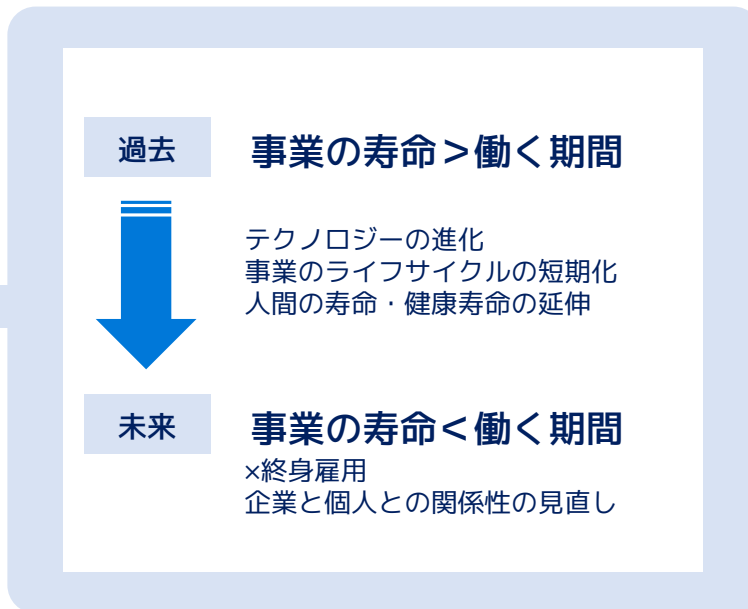 過去
事業の寿命＞働く期間
テクノロジーの進化
事業のライフサイクルの短期化
人間の寿命・健康寿命の延伸
未来
事業の寿命＜働く期間
×終身雇用
企業と個人との関係性の見直し